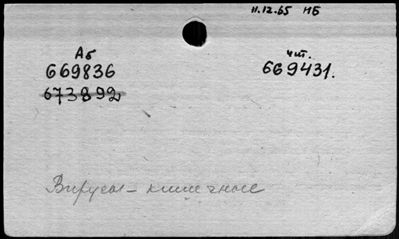 11.12.65 НБ
Аб чит.
669836 669431.
673892
Вирусы - кишечные